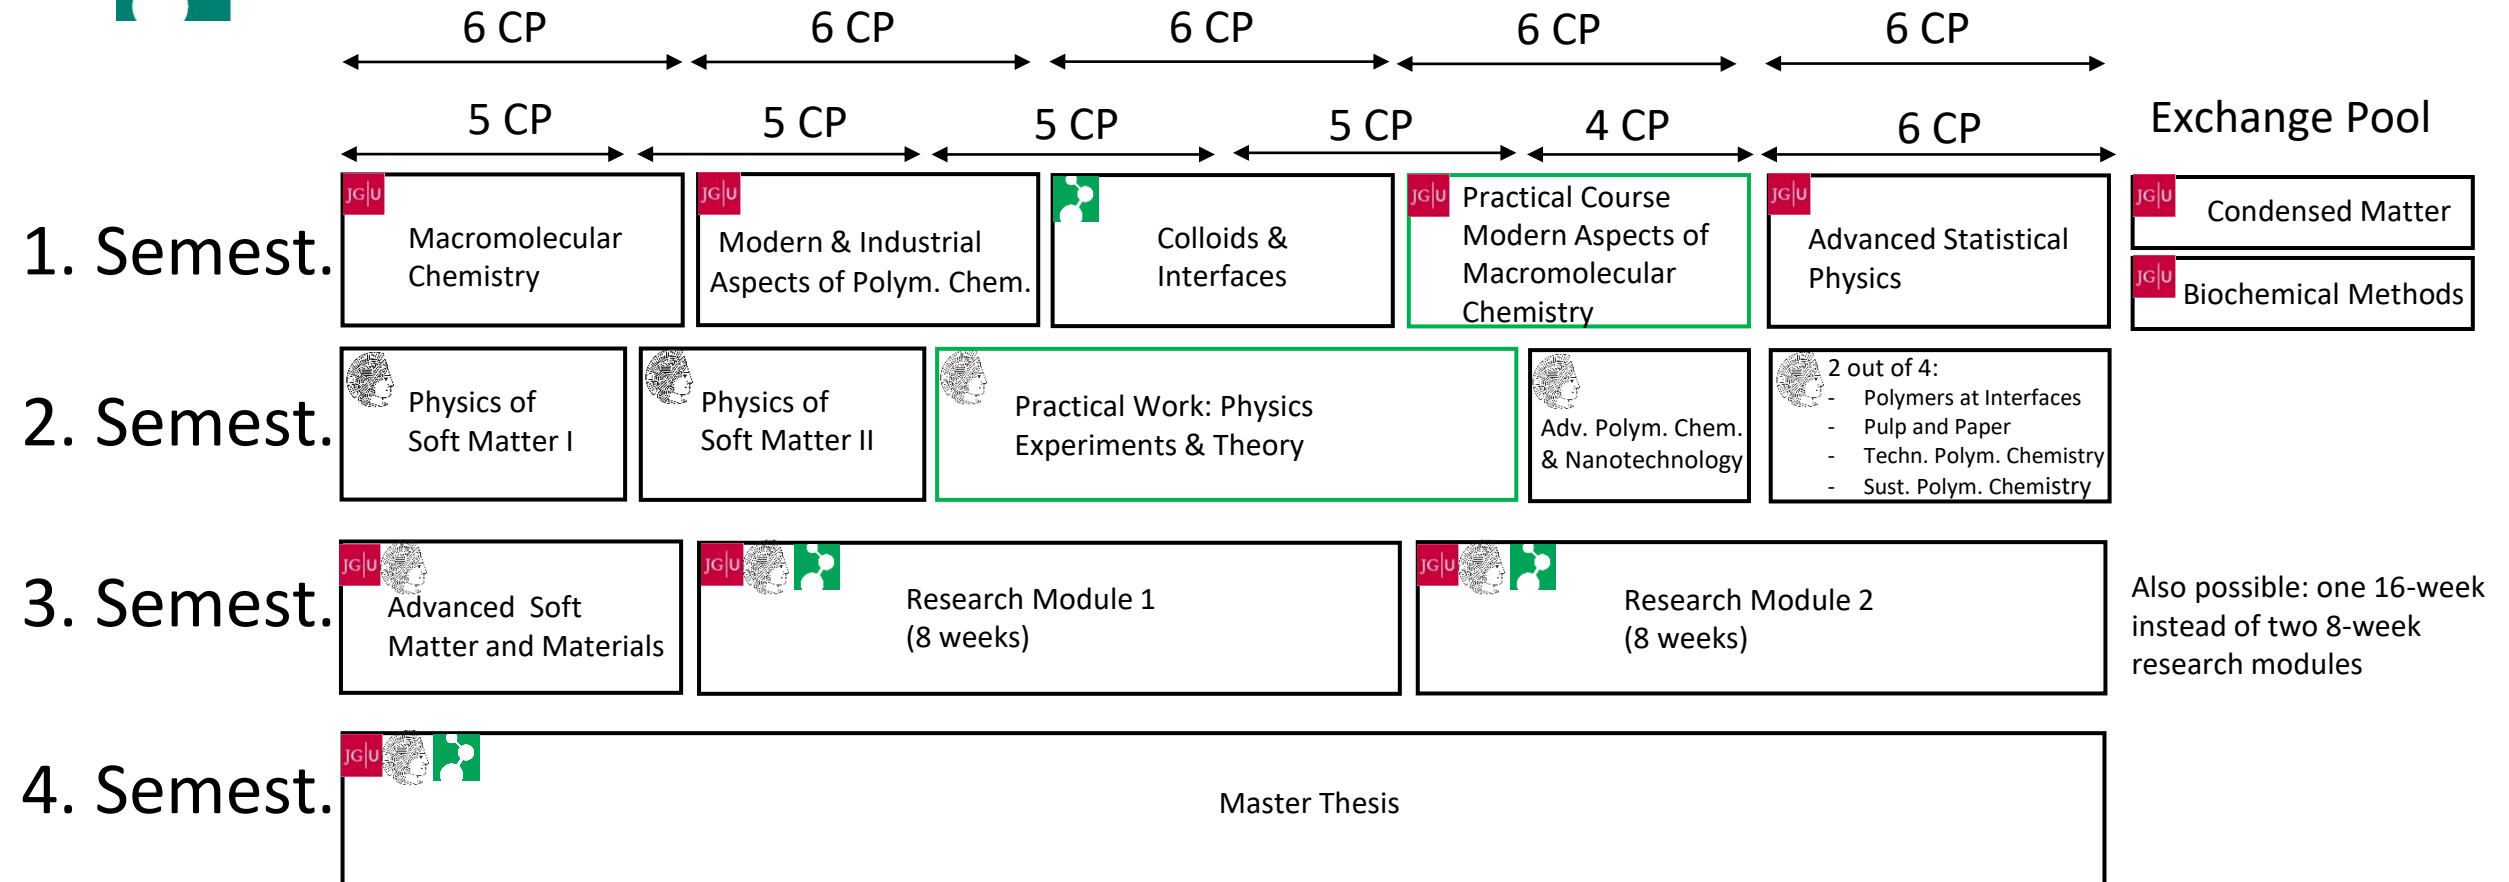 6 CP 6 CP 6 CP 6 CP 6 CP
5 CP 5 CP 5 CP 5 CP 4 CP 6 CP
Exchange Pool
1. Semest.
JG|U
Macromolecular
Chemistry
JG|U
Modern & Industrial
Aspects of Polym. Chem.
Colloids &
Interfaces
JG|U
Practical Course
Modern Aspects of
Macromolecular
Chemistry
JG|U
Advanced Statistical
Physics
JG|U
Condensed Matter
JG|U
Biochemical Methods
2. Semest.
Physics of
Soft Matter I
Physics of
Soft Matter II
Practical Work: Physics
Experiments & Theory
Adv. Polym. Chem.
& Nanotechnology
2 out of 4:
- Polymers at Interfaces
- Pulp and Paper
- Techn. Polym. Chemistry
- Sust. Polym. Chemistry
3. Semest.
JG|U
Advanced Soft
Matter and Materials
JG|U
Research Module 1
(8 weeks)
JG|U
Research Module 2
(8 weeks)
Also possible: one 16-week
instead of two 8-week
research modules
4. Semest.
JG|U
Master Thesis